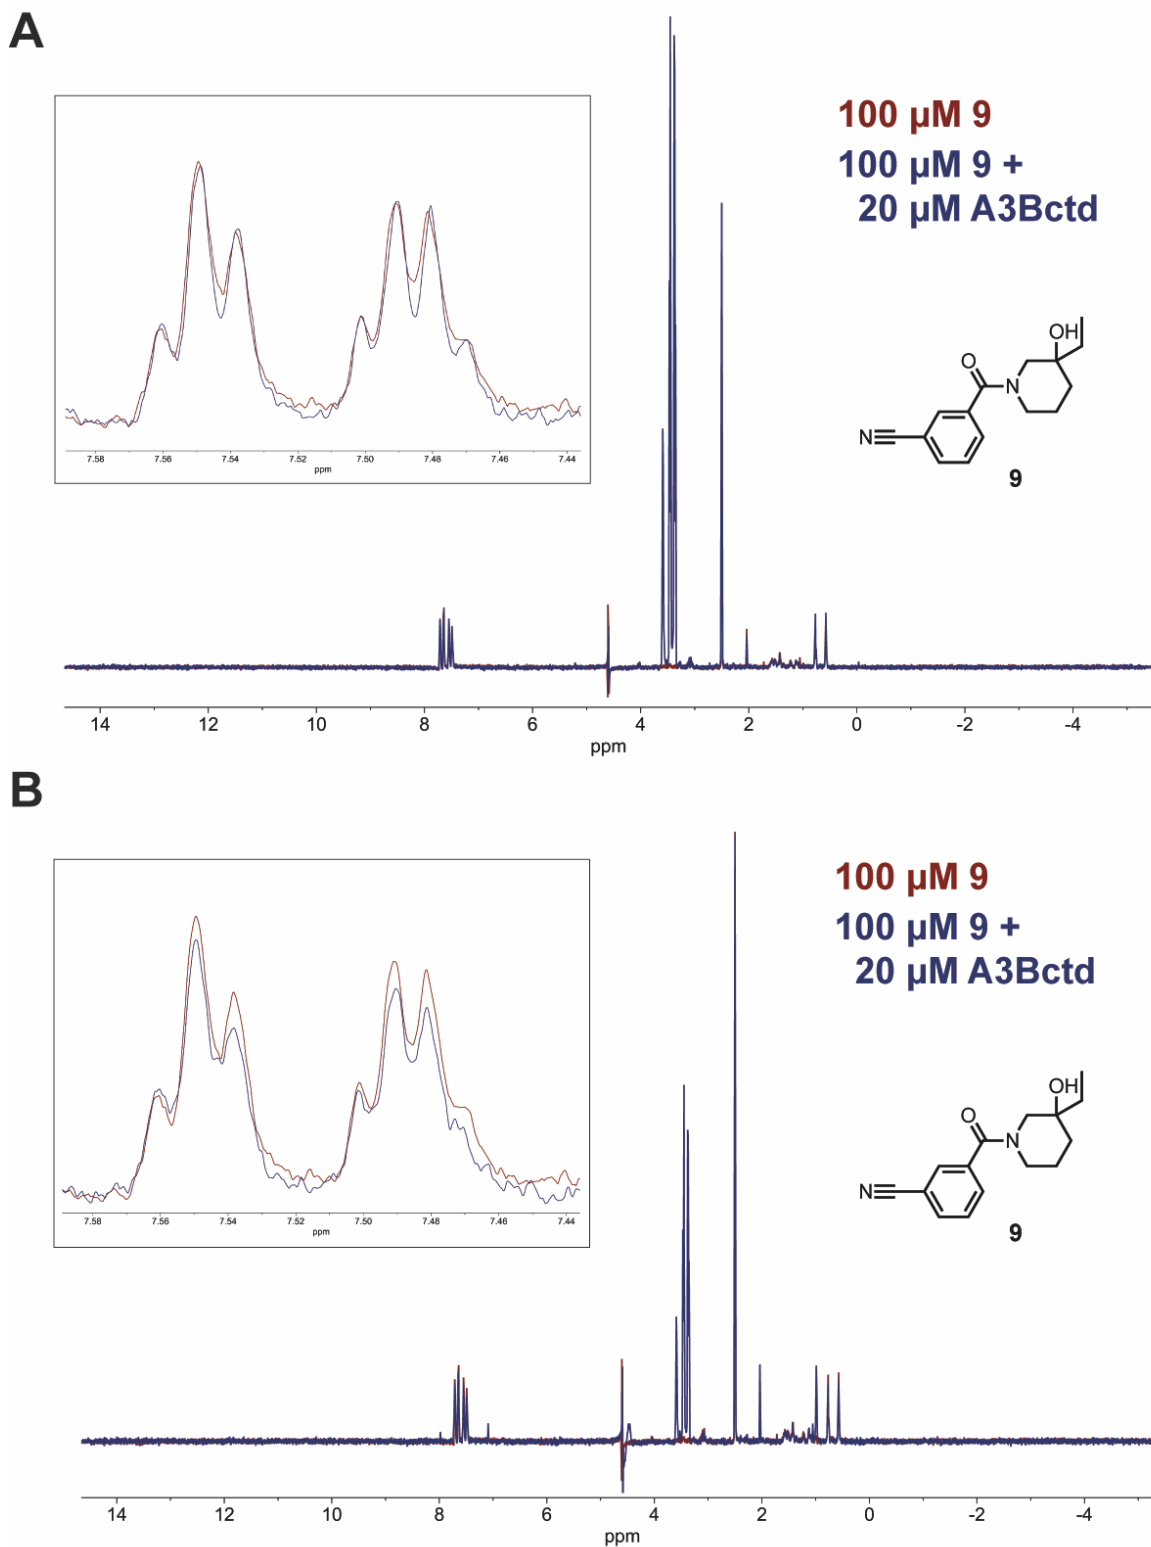 A
100 µM 9
100 µM 9 +
20 µM A3Bctd
7.58 7.56 7.54 7.52 7.50 7.48 7.46 7.44
ppm
OH
O
N
N
9
14 12 10 8 6 4 2 0 -2 -4
ppm
B
100 µM 9
100 µM 9 +
20 µM A3Bctd
7.58 7.56 7.54 7.52 7.50 7.48 7.46 7.44
ppm
OH
O
N
N
9
14 12 10 8 6 4 2 0 -2 -4
ppm